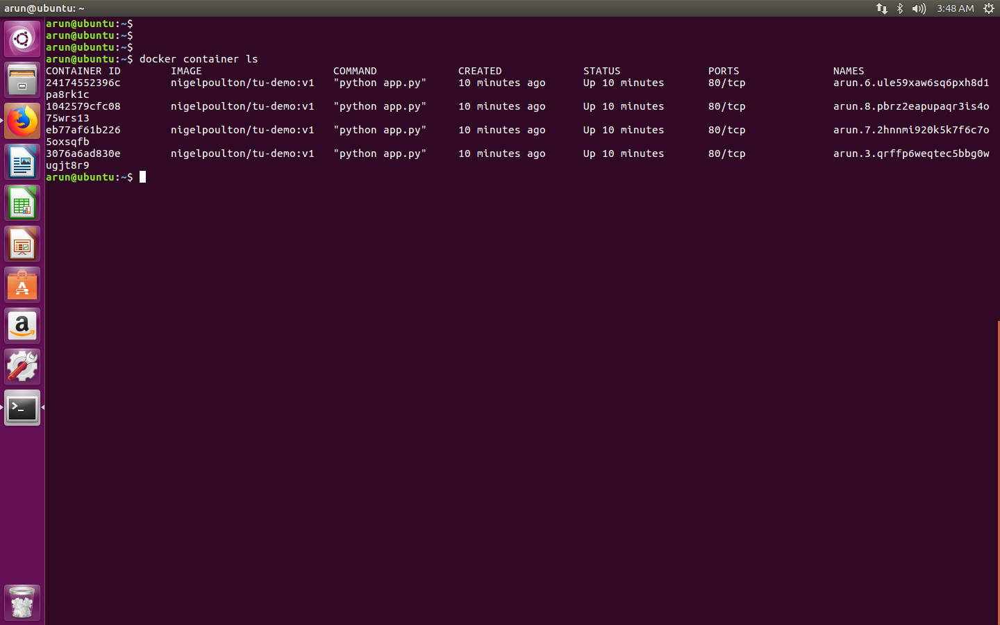 arun@ubuntu: ~ 3:48 AM
arun@ubuntu:~$
arun@ubuntu:~$
arun@ubuntu:~$
arun@ubuntu:~$ docker container ls
CONTAINER ID IMAGE COMMAND CREATED STATUS PORTS NAMES
24174552396c nigelpoulton/tu-demo:v1 "python app.py" 10 minutes ago Up 10 minutes 80/tcp arun.6.ule59xaw6sq6pxh8d1
pa8rk1c
1042579cfc08 nigelpoulton/tu-demo:v1 "python app.py" 10 minutes ago Up 10 minutes 80/tcp arun.8.pbrz2eapupaqr3is4o
75wrs13
eb77af61b226 nigelpoulton/tu-demo:v1 "python app.py" 10 minutes ago Up 10 minutes 80/tcp arun.7.2hnnmi920k5k7f6c7o
5oxsqfb
3076a6ad830e nigelpoulton/tu-demo:v1 "python app.py" 10 minutes ago Up 10 minutes 80/tcp arun.3.qrffp6weqtec5bbg0w
ugjt8r9
arun@ubuntu:~$